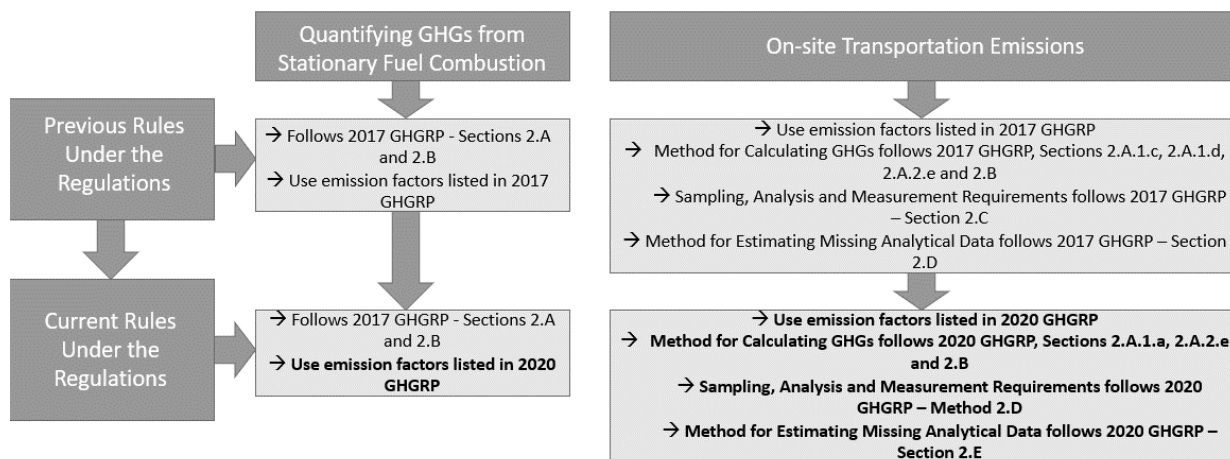 Quantifying GHGs from
Stationary Fuel Combustion
On-site Transportation Emissions
Previous Rules
Under the
Regulations
→ Follows 2017 GHGRP - Sections 2.A
and 2.B
→ Use emission factors listed in 2017
GHGRP
→ Use emission factors listed in 2017 GHGRP
→ Method for Calculating GHGs follows 2017 GHGRP, Sections 2.A.1.c, 2.A.1.d,
2.A.2.e and 2.B
→ Sampling, Analysis and Measurement Requirements follows 2017 GHGRP
– Section 2.C
→ Method for Estimating Missing Analytical Data follows 2017 GHGRP – Section
2.D
Current Rules
Under the
Regulations
→ Follows 2017 GHGRP - Sections 2.A
and 2.B
→ Use emission factors listed in 2020
GHGRP
→ Use emission factors listed in 2020 GHGRP
→ Method for Calculating GHGs follows 2020 GHGRP, Sections 2.A.1.a, 2.A.2.e
and 2.B
→ Sampling, Analysis and Measurement Requirements follows 2020
GHGRP – Method 2.D
→ Method for Estimating Missing Analytical Data follows 2020 GHGRP –
Section 2.E